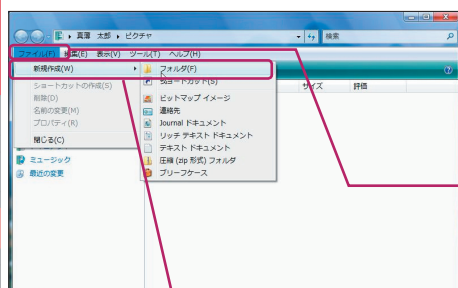 真薄 太郎 ▸ ピクチャ
検索
ファイル(F) 編集(E) 表示(V) ツール(T) ヘルプ(H)
新規作成(W)
フォルダ(F)
ショートカット(S)
サイズ 評価
ショートカットの作成(S)
削除(D)
名前の変更(M)
プロパティ(R)
閉じる(C)
ビットマップ イメージ
連絡先
Journal ドキュメント
リッチ テキスト ドキュメント
テキスト ドキュメント
圧縮 (zip 形式) フォルダ
ブリーフケース
ミュージック
最近の変更